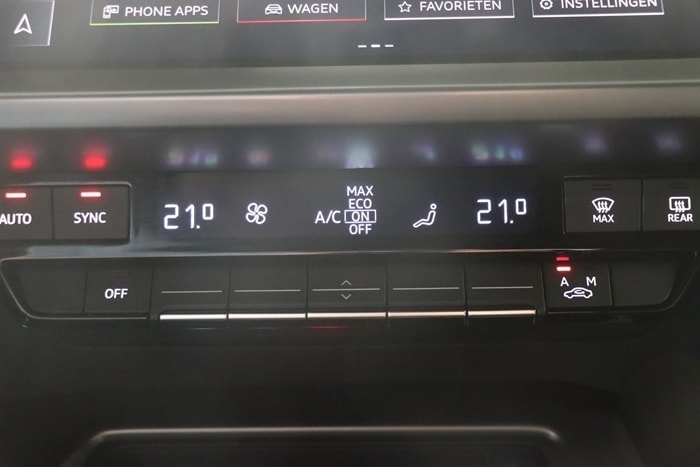 PHONE APPS WAGEN FAVORIETEN INSTELLINGEN
AUTO SYNC 21.0 A/C MAX 21.0 MAX REAR
ECO
ON
OFF
OFF A M